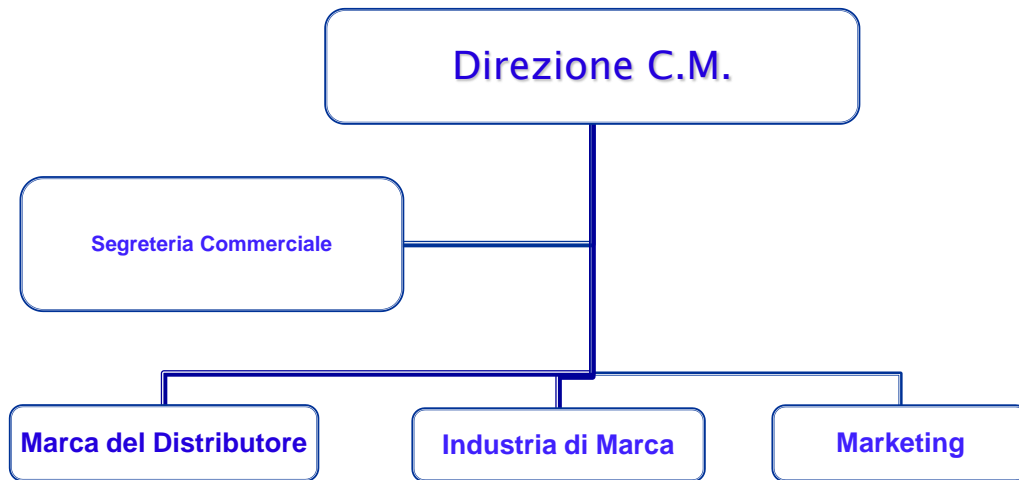 Direzione C.M.
Segreteria Commerciale
Marca del Distributore
Industria di Marca
Marketing